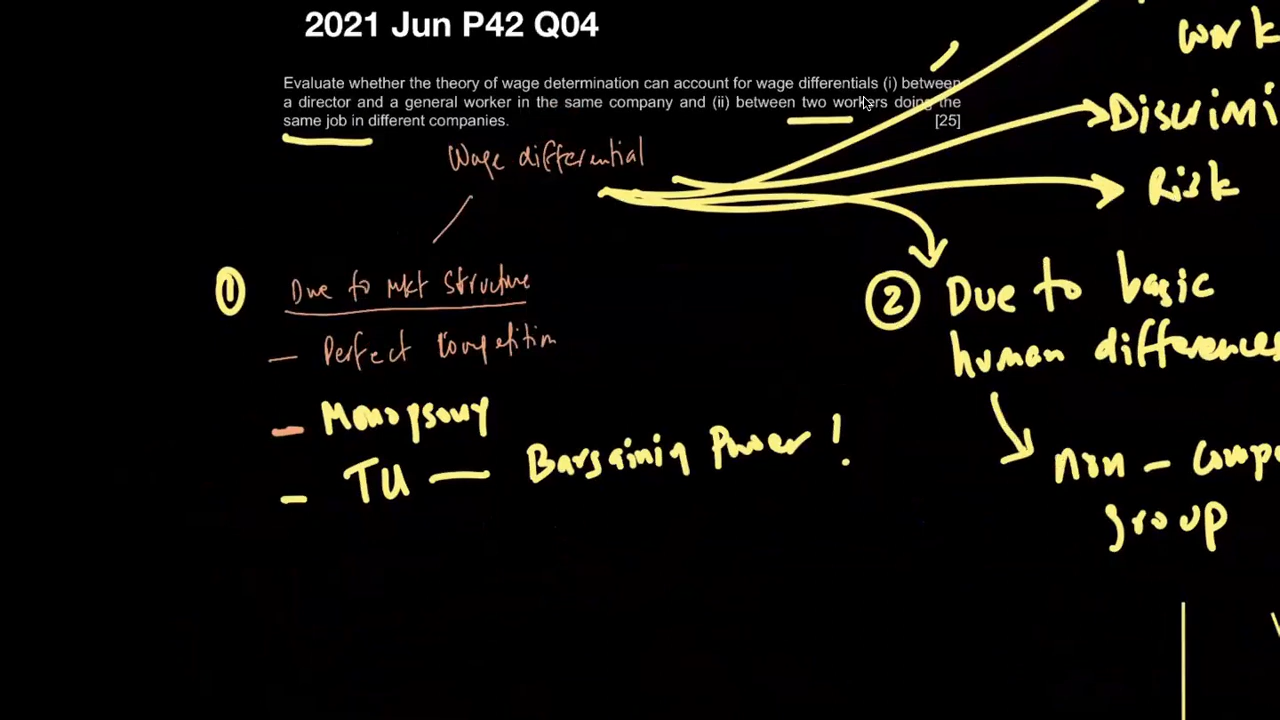 2021 Jun P42 Q04
Evaluate whether the theory of wage determination can account for wage differentials (i) between
a director and a general worker in the same company and (ii) between two workers doing the
same job in different companies. [25]
Wage differential
work
Discrimi
Risk
① Due to mkt Structure
- Perfect Competition
- Monopsony
- TU - Bargaining Power!
② Due to basic
human differences
non - compe
group